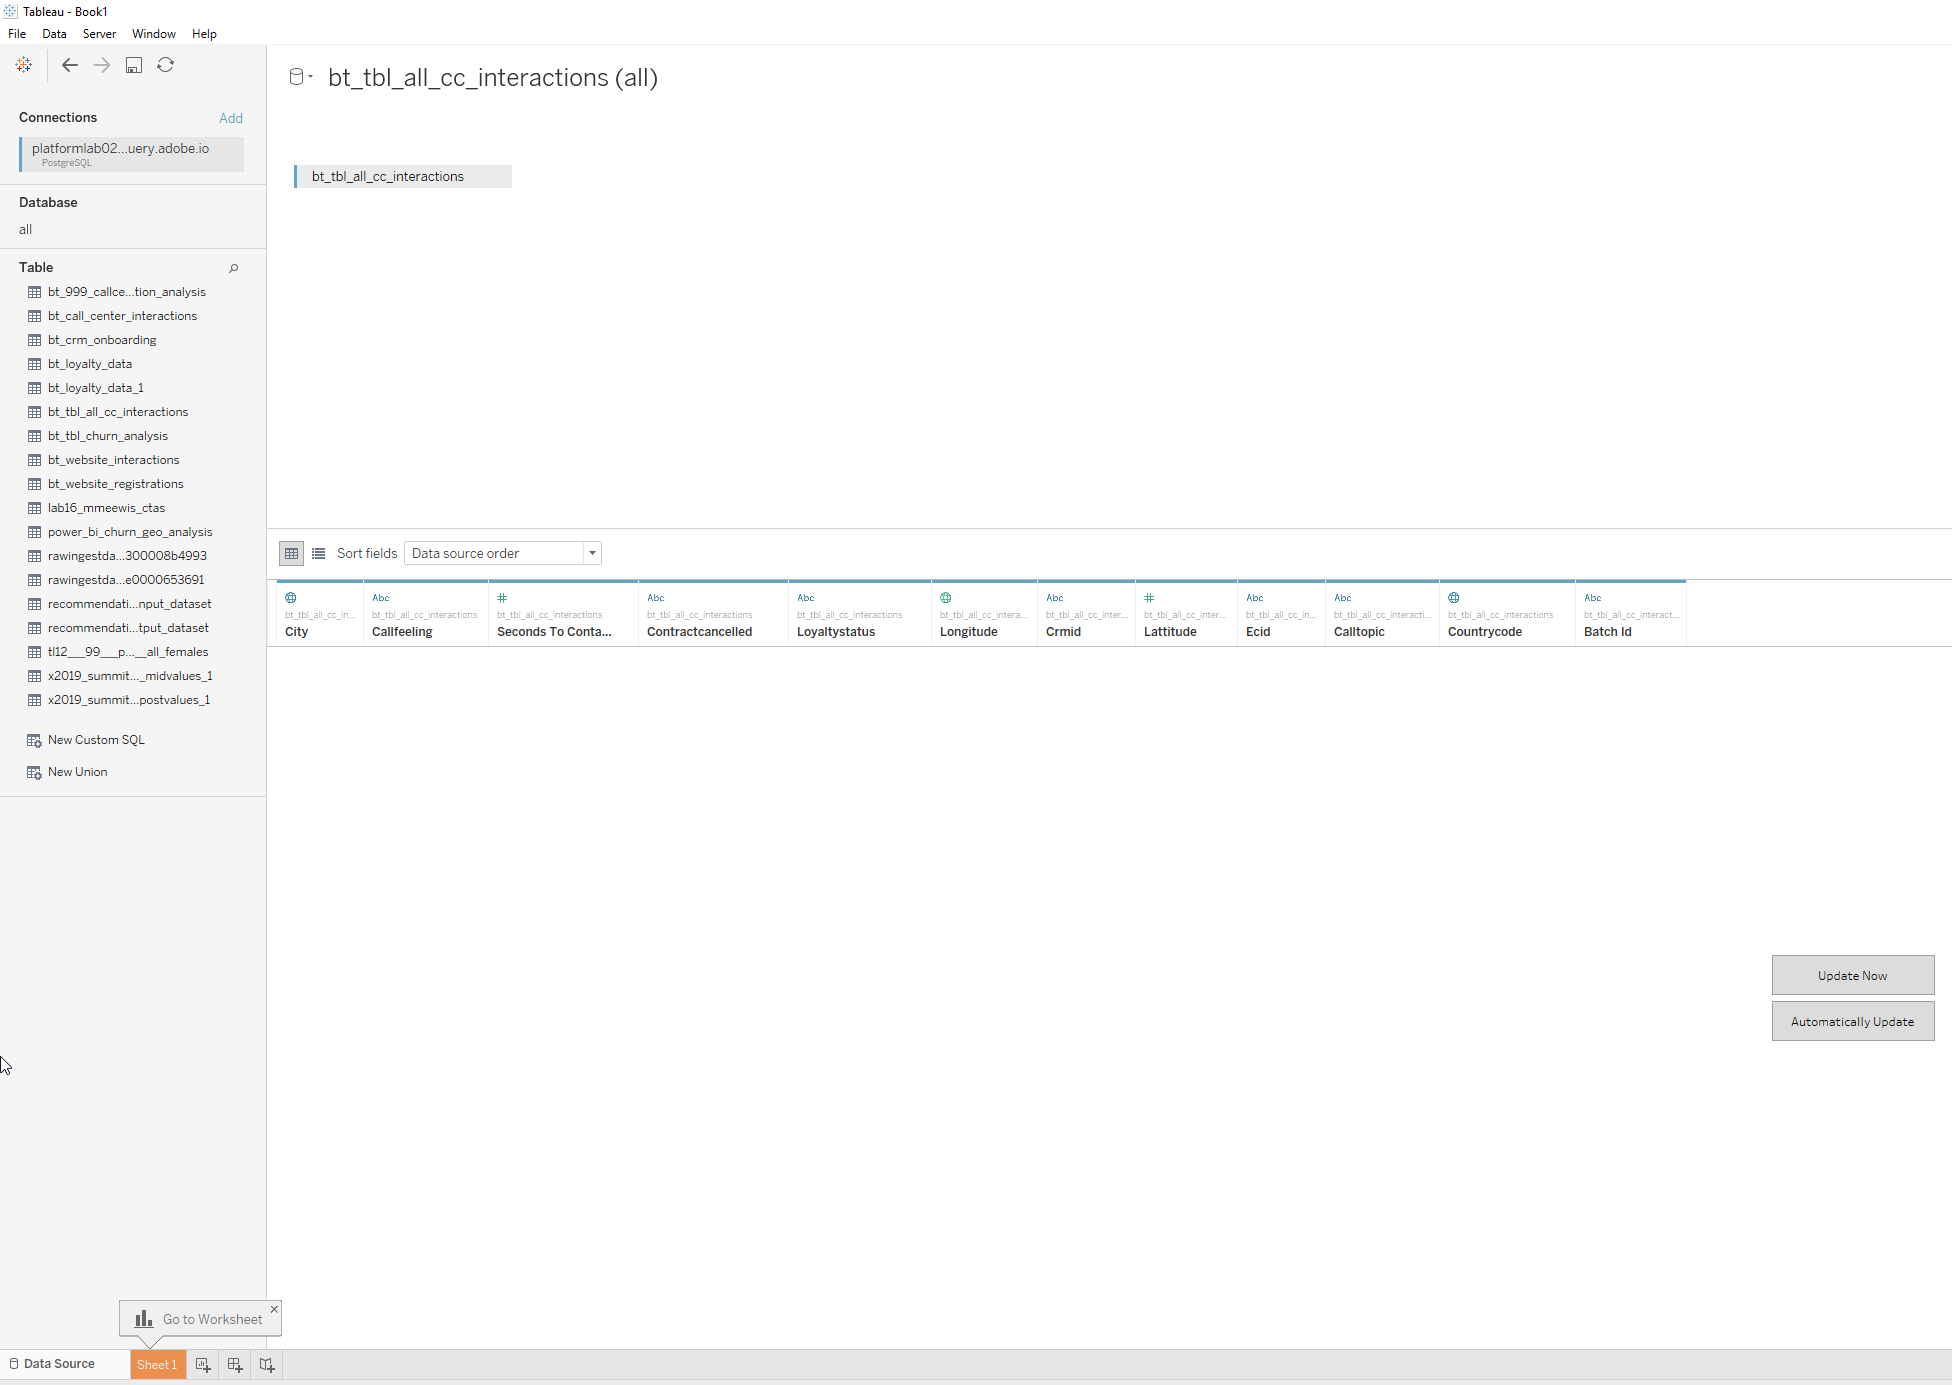 Tableau - Book1
File Data Server Window Help
Connections Add
platformlab02...uery.adobe.io
PostgreSQL
Database
all
Table
bt_999_callce...tion_analysis
bt_call_center_interactions
bt_crm_onboarding
bt_loyalty_data
bt_loyalty_data_1
bt_tbl_all_cc_interactions
bt_tbl_churn_analysis
bt_website_interactions
bt_website_registrations
lab16_mmeewis_ctas
power_bi_churn_geo_analysis
rawingestda...300008b4993
rawingestda...e0000653691
recommendati...nput_dataset
recommendati...tput_dataset
tl12___99___p...__all_females
x2019_summit..._midvalues_1
x2019_summit...postvalues_1
New Custom SQL
New Union
bt_tbl_all_cc_interactions (all)
bt_tbl_all_cc_interactions
Sort fields Data source order
Abc # Abc Abc Abc # Abc Abc Abc
bt_tbl_all_cc_in... bt_tbl_all_cc_interactions bt_tbl_all_cc_interactions bt_tbl_all_cc_interactions bt_tbl_all_cc_interactions bt_tbl_all_cc_intera... bt_tbl_all_cc_inter... bt_tbl_all_cc_inter... bt_tbl_all_cc_in... bt_tbl_all_cc_interacti... bt_tbl_all_cc_interactions bt_tbl_all_cc_interact...
City Callfeeling Seconds To Conta... Contractcancelled Loyaltystatus Longitude Crmid Lattitude Ecid Calltopic Countrycode Batch Id
Update Now
Automatically Update
Go to Worksheet
Data Source Sheet 1